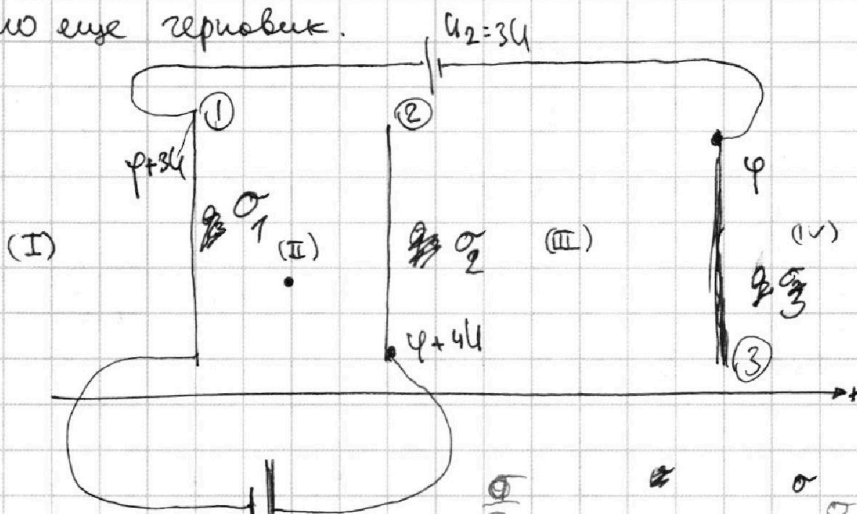 еще черновик.
U₂=3U
① ②
φ+3U φ
σ₁ σ₂ σ₃
(I) (II) (III) (IV)
φ+4U
③
σ σ